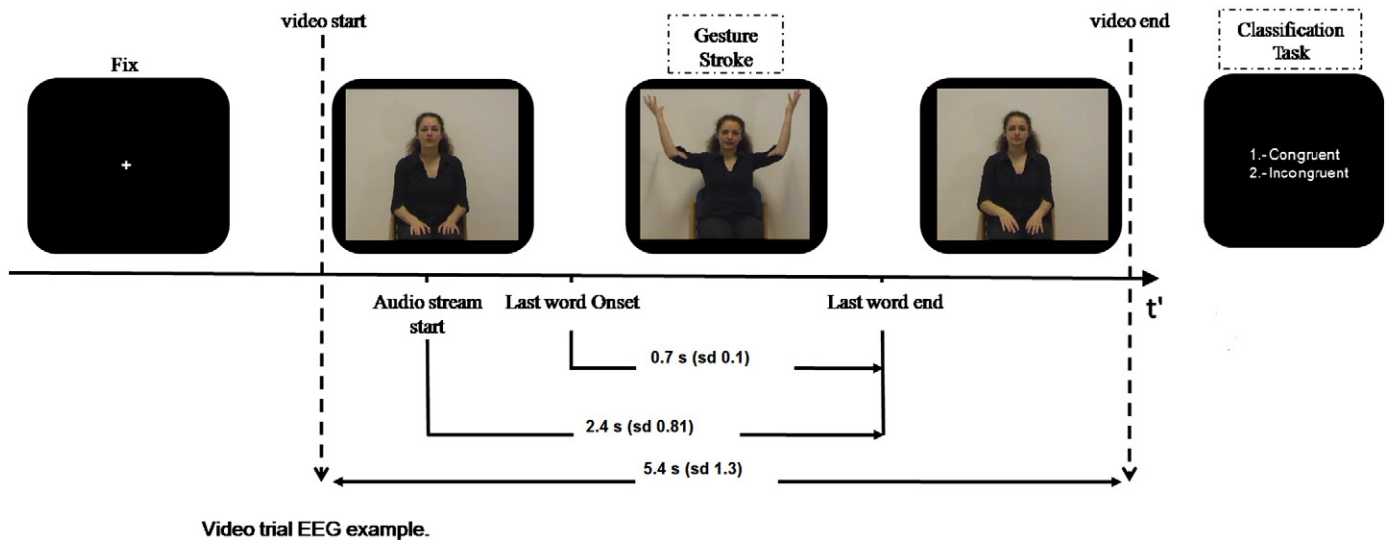 video start
video end
Gesture
Stroke
Classification
Task
Fix
+
1.-Congruent
2.-Incongruent
Audio stream
start
Last word Onset
Last word end
t'
0.7 s (sd 0.1)
2.4 s (sd 0.81)
5.4 s (sd 1.3)
Video trial EEG example.